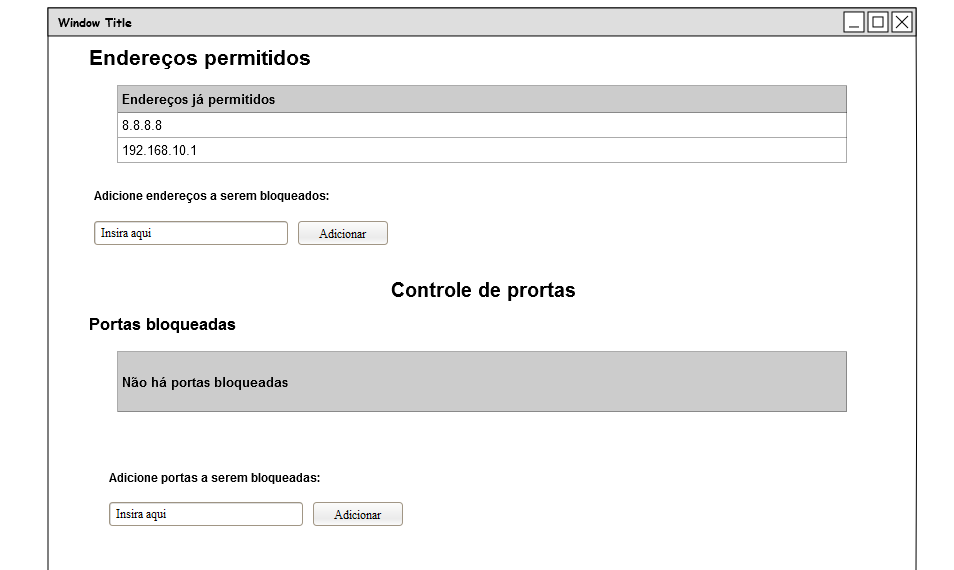 Window Title
Endereços permitidos
Endereços já permitidos
8.8.8.8
192.168.10.1
Adicione endereços a serem bloqueados:
Insira aqui Adicionar
Controle de prortas
Portas bloqueadas
Não há portas bloqueadas
Adicione portas a serem bloqueadas:
Insira aqui Adicionar